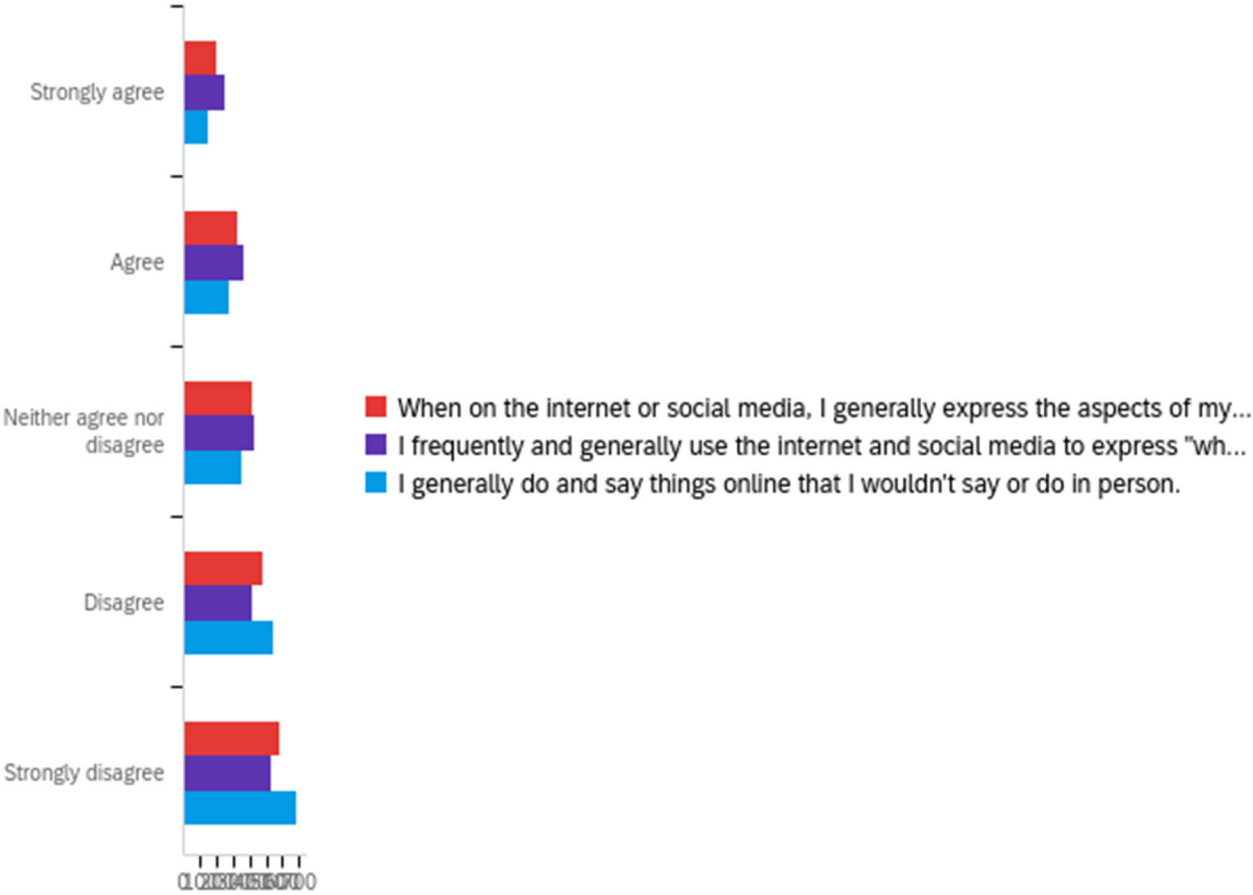 Strongly agree
Agree
Neither agree nor
disagree
Disagree
Strongly disagree
When on the internet or social media, I generally express the aspects of my...
I frequently and generally use the internet and social media to express "wh...
I generally do and say things online that I wouldn't say or do in person.